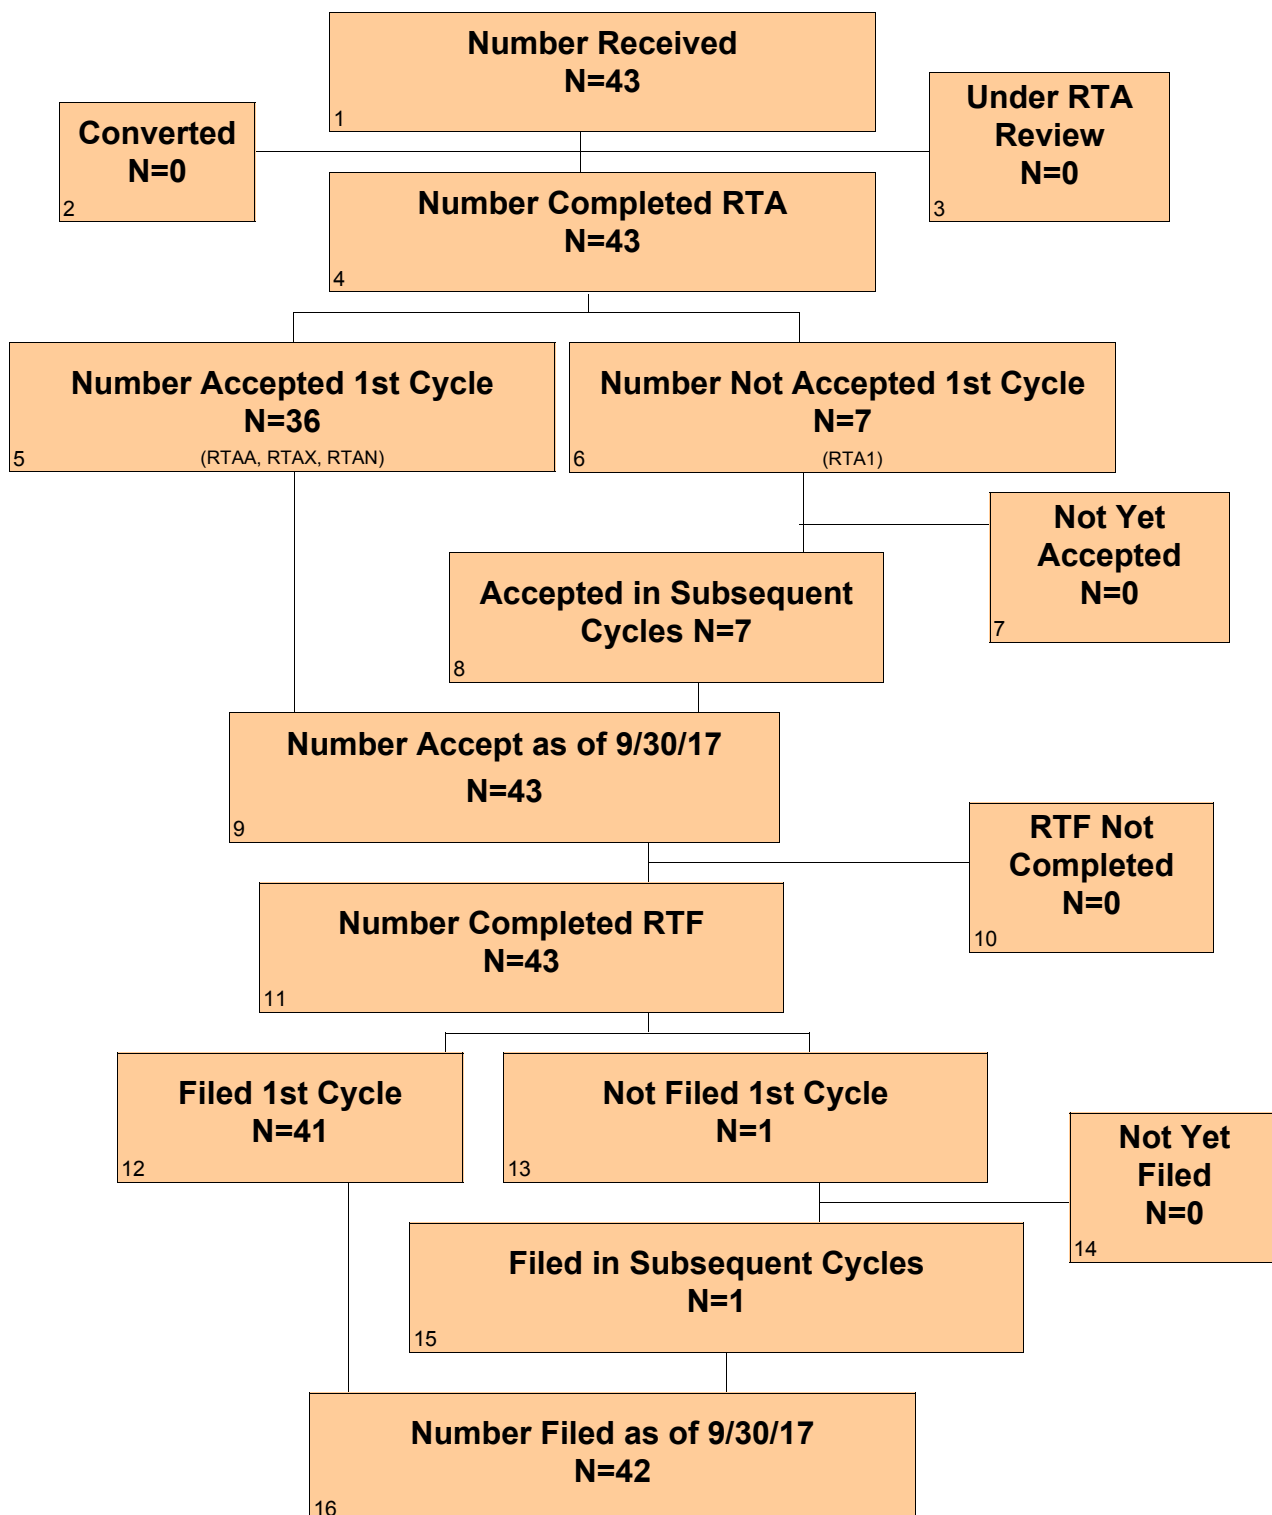 Number Received
N=43
1
Converted
N=0
2
Under RTA
Review
N=0
3
Number Completed RTA
N=43
4
Number Accepted 1st Cycle
N=36
(RTAA, RTAX, RTAN)
5
Number Not Accepted 1st Cycle
N=7
(RTA1)
6
Not Yet
Accepted
N=0
7
Accepted in Subsequent
Cycles N=7
8
Number Accept as of 9/30/17
N=43
9
RTF Not
Completed
N=0
10
Number Completed RTF
N=43
11
Filed 1st Cycle
N=41
12
Not Filed 1st Cycle
N=1
13
Not Yet
Filed
N=0
14
Filed in Subsequent Cycles
N=1
15
Number Filed as of 9/30/17
N=42
16